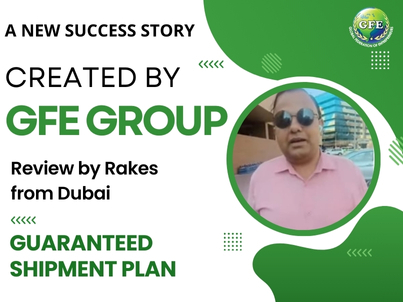 A NEW SUCCESS STORY
GFE
CREATED BY
GFE GROUP
Review by Rakes
from Dubai
GUARANTEED
SHIPMENT PLAN